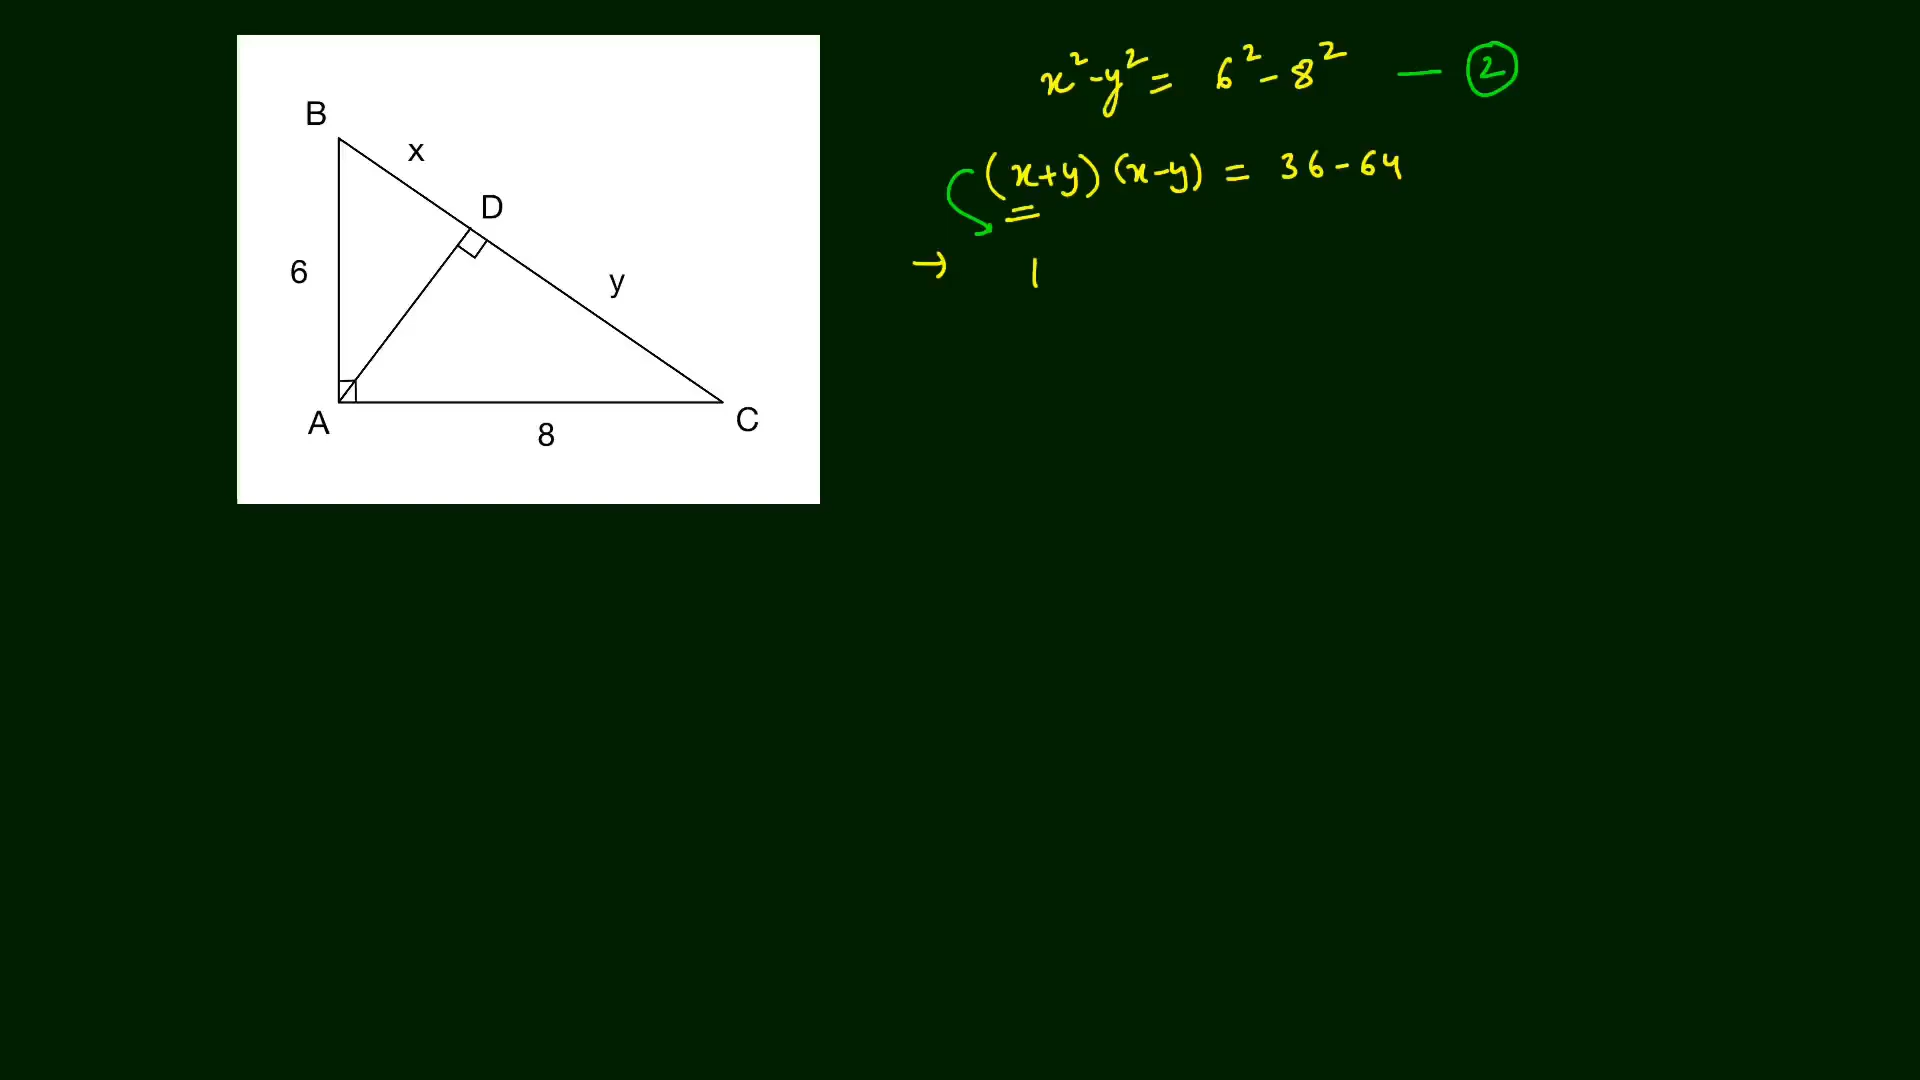 B
x
D
6
y
A
8
C
x² - y² = 6² - 8² — ②
(x+y) (x-y) = 36 - 64
→ 1